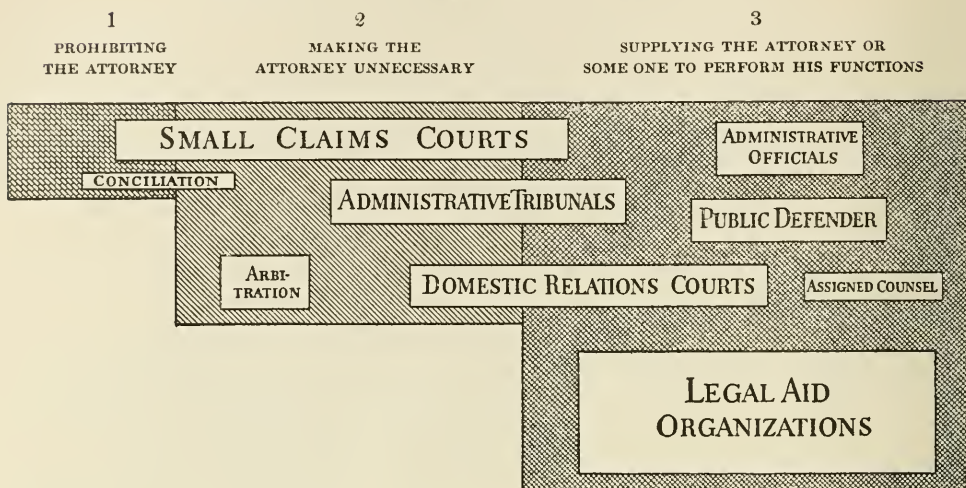 1
PROHIBITING
THE ATTORNEY
2
MAKING THE
ATTORNEY UNNECESSARY
3
SUPPLYING THE ATTORNEY OR
SOME ONE TO PERFORM HIS FUNCTIONS
SMALL CLAIMS COURTS
ADMINISTRATIVE
OFFICIALS
CONCILIATION
ADMINISTRATIVE TRIBUNALS
PUBLIC DEFENDER
ARBI-
TRATION
DOMESTIC RELATIONS COURTS
ASSIGNED COUNSEL
LEGAL AID
ORGANIZATIONS